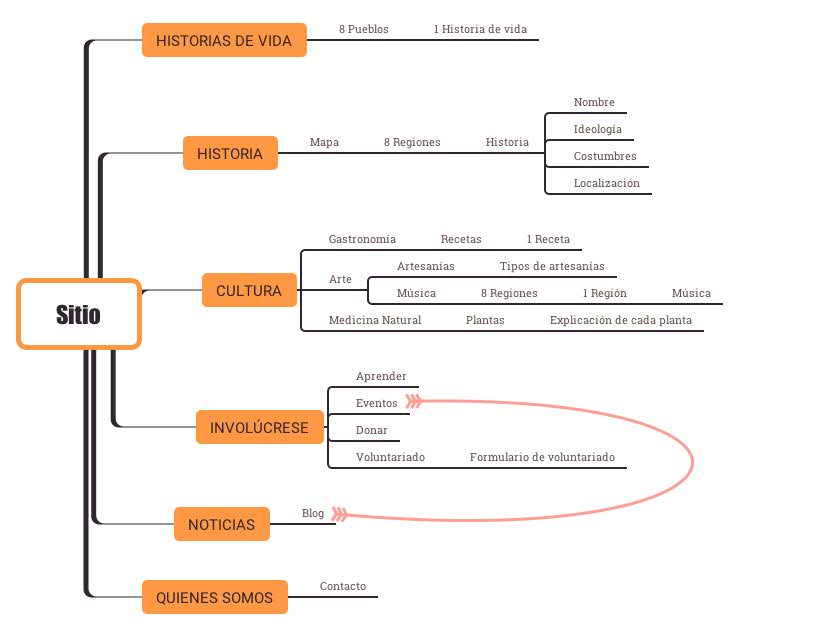 HISTORIAS DE VIDA 8 Pueblos 1 Historia de vida
Nombre
Ideología
HISTORIA Mapa 8 Regiones Historia
Costumbres
Localización
Gastronomía Recetas 1 Receta
Artesanías Tipos de artesanías
Arte
CULTURA
Música 8 Regiones 1 Región Música
Sitio
Medicina Natural Plantas Explicación de cada planta
Aprender
Eventos
INVOLÚCRESE
Donar
Voluntariado Formulario de voluntariado
NOTICIAS Blog
QUIENES SOMOS Contacto